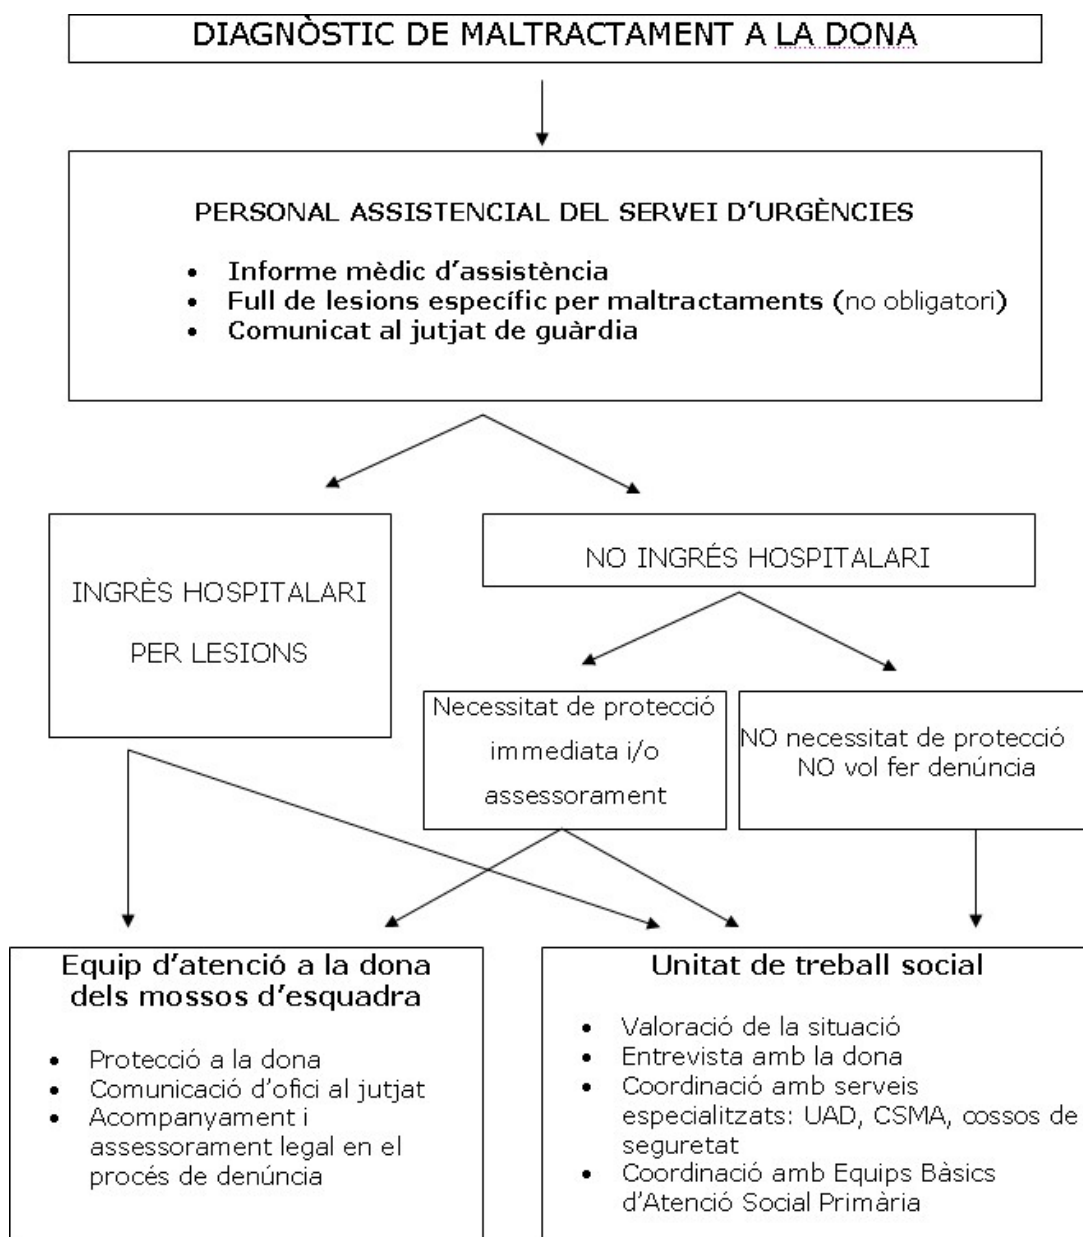 DIAGNÒSTIC DE MALTRACTAMENT A LA DONA
PERSONAL ASSISTENCIAL DEL SERVEI D'URGÈNCIES
• Informe mèdic d'assistència
• Full de lesions específic per maltractaments (no obligatori)
• Comunicat al jutjat de guàrdia
INGRÈS HOSPITALARI
PER LESIONS
NO INGRÉS HOSPITALARI
Necessitat de protecció
immediata i/o
assessorament
NO necessitat de protecció
NO vol fer denúncia
Equip d'atenció a la dona
dels mossos d'esquadra
• Protecció a la dona
• Comunicació d'ofici al jutjat
• Acompanyament i
assessorament legal en el
procés de denúncia
Unitat de treball social
• Valoració de la situació
• Entrevista amb la dona
• Coordinació amb serveis
especialitzats: UAD, CSMA, cossos de
seguretat
• Coordinació amb Equips Bàsics
d'Atenció Social Primària